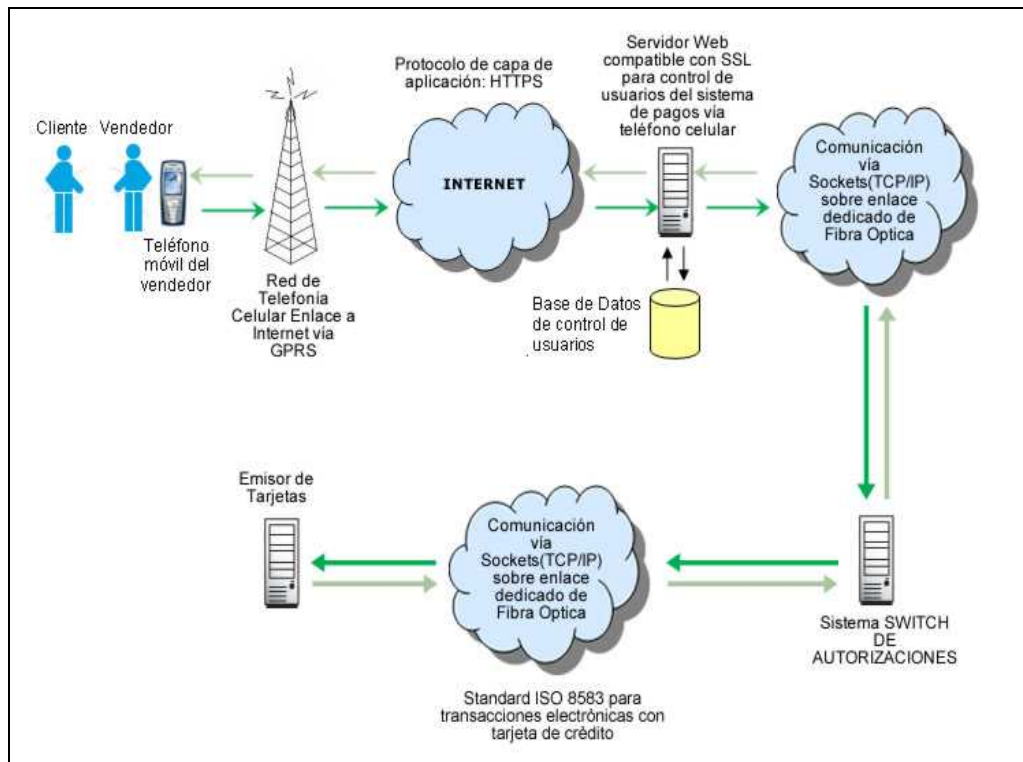 Cliente
Vendedor
Teléfono
móvil del
vendedor
Red de
Telefonía
Celular Enlace a
Internet vía
GPRS
Protocolo de capa de
aplicación: HTTPS
INTERNET
Servidor Web
compatible con SSL
para control de
usuarios del sistema
de pagos vía
teléfono celular
Base de Datos
de control de
usuarios
.
Comunicación
vía
Sockets(TCP/IP)
sobre enlace
dedicado de
Fibra Optica
Sistema SWITCH
DE
AUTORIZACIONES
Comunicación
vía
Sockets(TCP/IP)
sobre enlace
dedicado de
Fibra Optica
Standard ISO 8583 para
transacciones electrònicas con
tarjeta de crèdito
Emisor de
Tarjetas